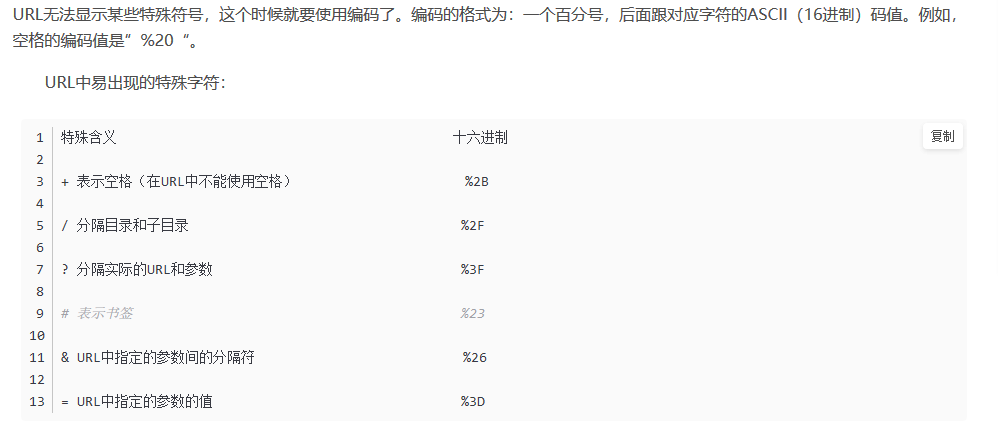 URL无法显示某些特殊符号，这个时候就要使用编码了。编码的格式为：一个百分号，后面跟对应字符的ASCII（16进制）码值。例如，
空格的编码值是”%20“。
URL中易出现的特殊字符：
1 特殊含义 十六进制 复制
2
3 + 表示空格（在URL中不能使用空格） %2B
4
5 / 分隔目录和子目录 %2F
6
7 ? 分隔实际的URL和参数 %3F
8
9 # 表示书签 %23
10
11 & URL中指定的参数间的分隔符 %26
12
13 = URL中指定的参数的值 %3D